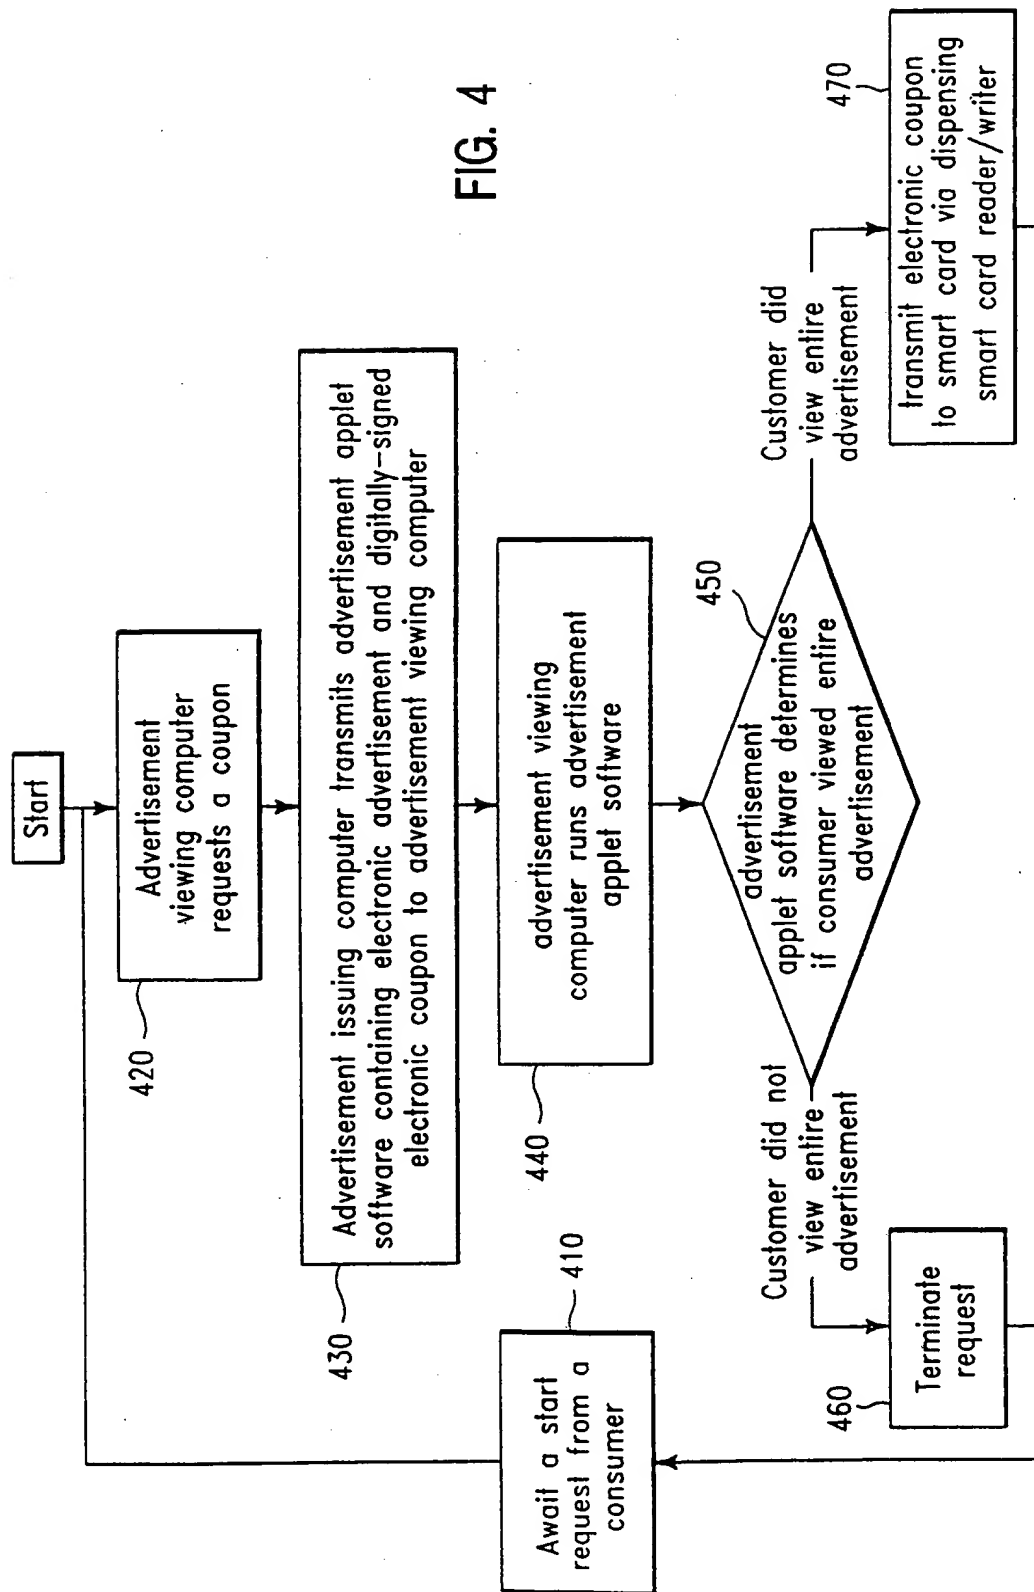 FIG. 4
Start
Advertisement
viewing computer
requests a coupon
420
Advertisement issuing computer transmits advertisement applet
software containing electronic advertisement and digitally-signed
electronic coupon to advertisement viewing computer
430
advertisement viewing
computer runs advertisement
applet software
440
Await a start
request from a
consumer
410
advertisement
applet software determines
if consumer viewed entire
advertisement
450
Customer did not
view entire
advertisement
Customer did
view entire
advertisement
Terminate
request
460
transmit electronic coupon
to smart card via dispensing
smart card reader/writer
470